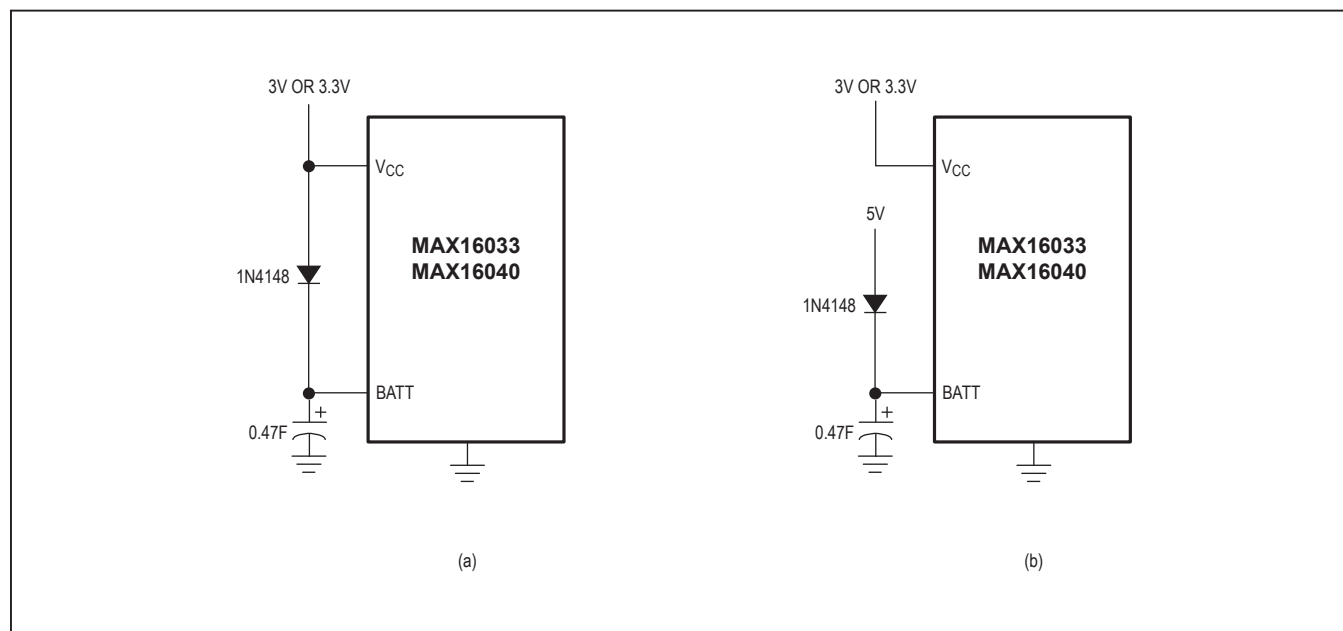 3V OR 3.3V
VCC
MAX16033
MAX16040
1N4148
BATT
+
0.47F
(a)
3V OR 3.3V
VCC
5V
MAX16033
MAX16040
1N4148
BATT
+
0.47F
(b)